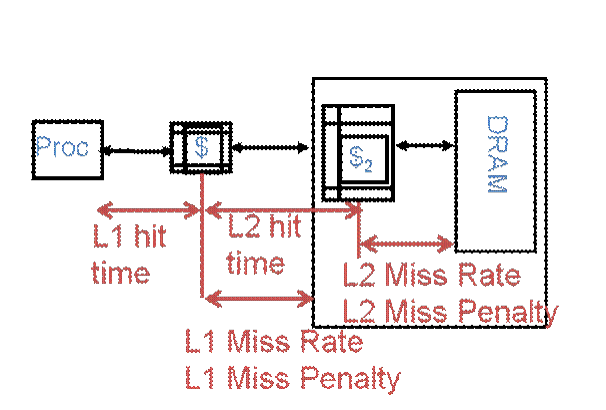 Proc
$
$2
DRAM
L1 hit
time
L2 hit
time
L2 Miss Rate
L2 Miss Penalty
L1 Miss Rate
L1 Miss Penalty